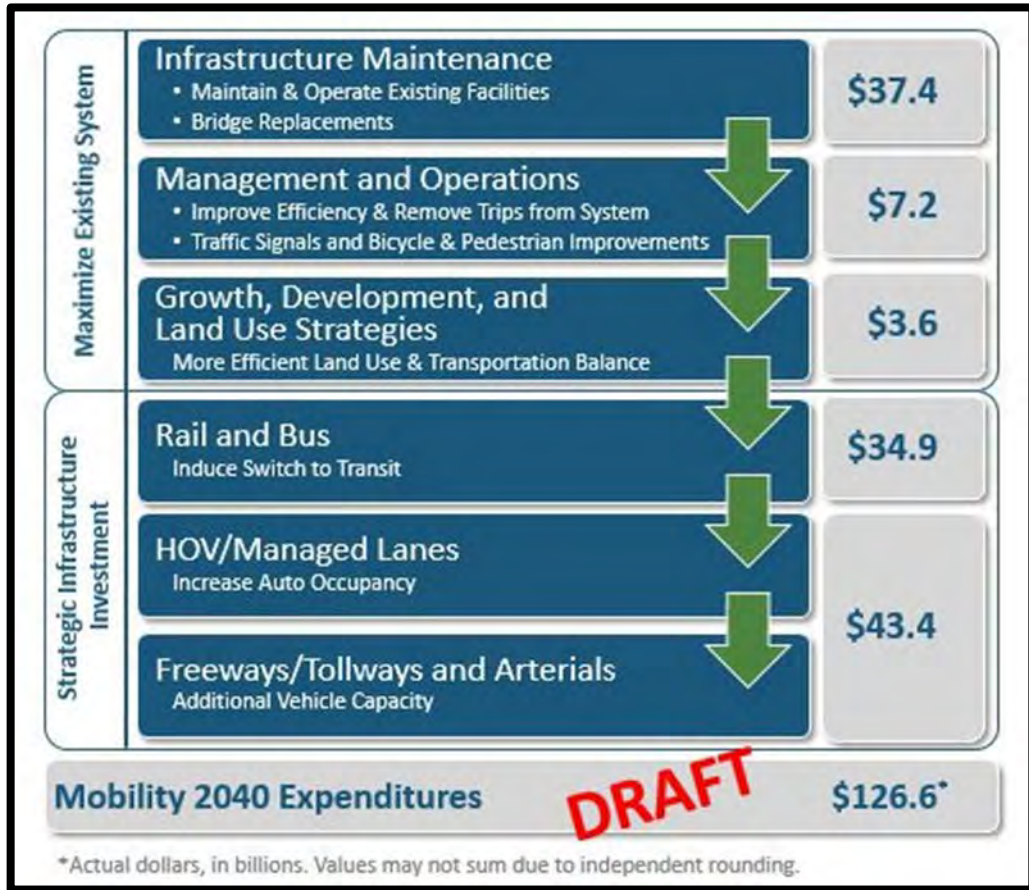 Maximize Existing System
Infrastructure Maintenance
• Maintain & Operate Existing Facilities
• Bridge Replacements
$37.4
Management and Operations
• Improve Efficiency & Remove Trips from System
• Traffic Signals and Bicycle & Pedestrian Improvements
$7.2
Growth, Development, and
Land Use Strategies
More Efficient Land Use & Transportation Balance
$3.6
Strategic Infrastructure
Investment
Rail and Bus
Induce Switch to Transit
$34.9
HOV/Managed Lanes
Increase Auto Occupancy
$43.4
Freeways/Tollways and Arterials
Additional Vehicle Capacity
Mobility 2040 Expenditures
DRAFT
$126.6*
*Actual dollars, in billions. Values may not sum due to independent rounding.